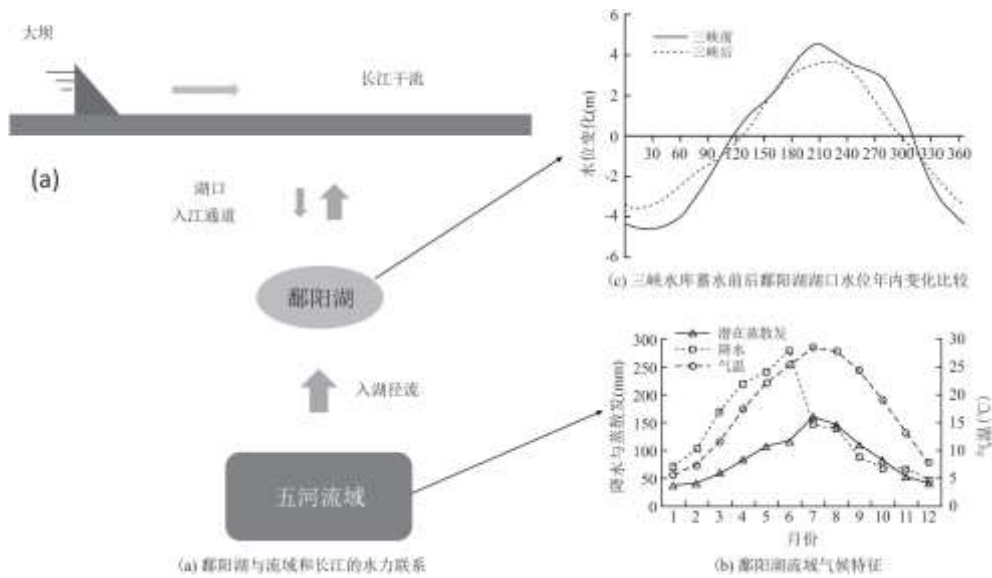 大坝
长江干流
(a)
湖口
入江通道
鄱阳湖
入湖径流
五河流域
(a) 鄱阳湖与流域和长江的水力联系
三峡前
三峡后
水位变化(m)
6
4
2
0
-2
-4
-6
30 60 90 120 150 180 210 240 270 300 330 360
(c) 三峡水库蓄水前后鄱阳湖湖口水位年内变化比较
潜在蒸散发
降水
气温
降水与蒸散发(mm)
300
250
200
150
100
50
0
30
25
20
15
10
5
0
气温(℃)
1 2 3 4 5 6 7 8 9 10 11 12
月份
(b) 鄱阳湖流域气候特征